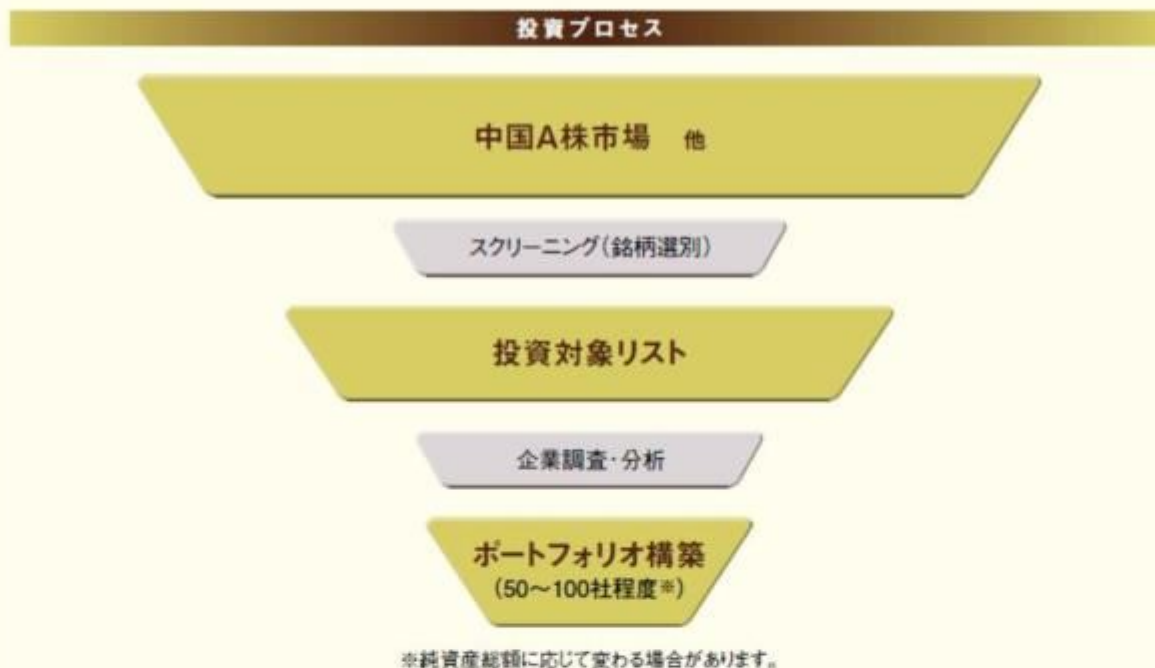 投資プロセス
中国A株市場　他
スクリーニング(銘柄選別)
投資対象リスト
企業調査・分析
ポートフォリオ構築
(50〜100社程度※)
※純資産総額に応じて変わる場合があります。